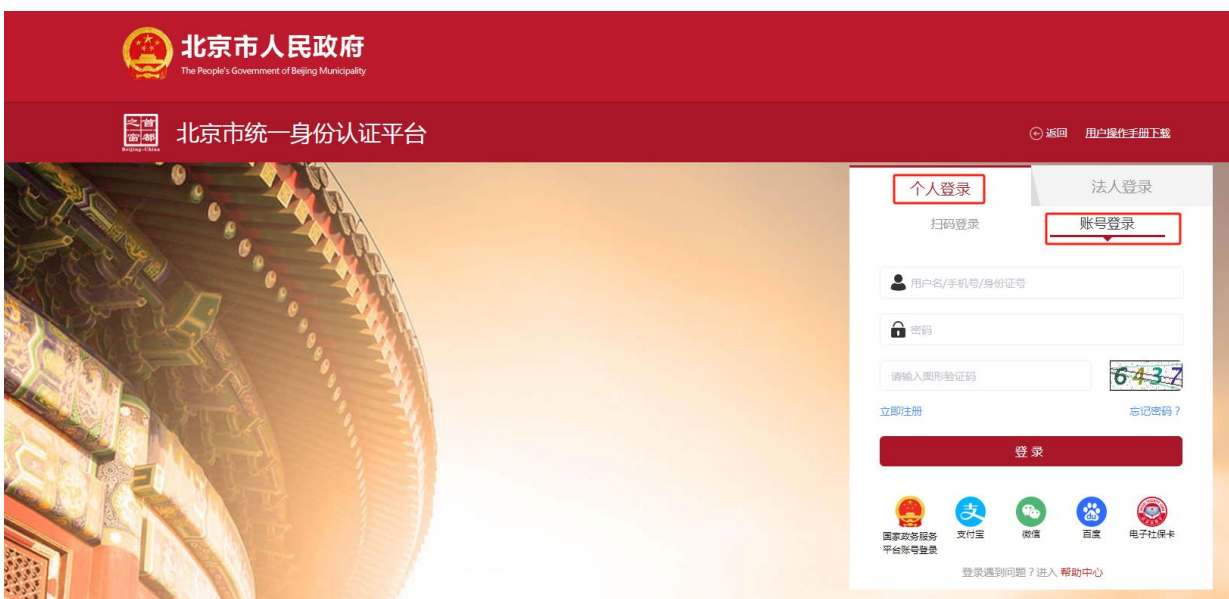 北京市人民政府
The People's Government of Beijing Municipality
首都之窗
Beijing-China
北京市统一身份认证平台
返回 用户操作手册下载
个人登录 法人登录
扫码登录 账号登录
用户名/手机号/身份证号
密码
请输入图形验证码 6437
立即注册 忘记密码？
登 录
国家政务服务平台账号登录 支付宝 微信 百度 电子社保卡
登录遇到问题？进入 帮助中心